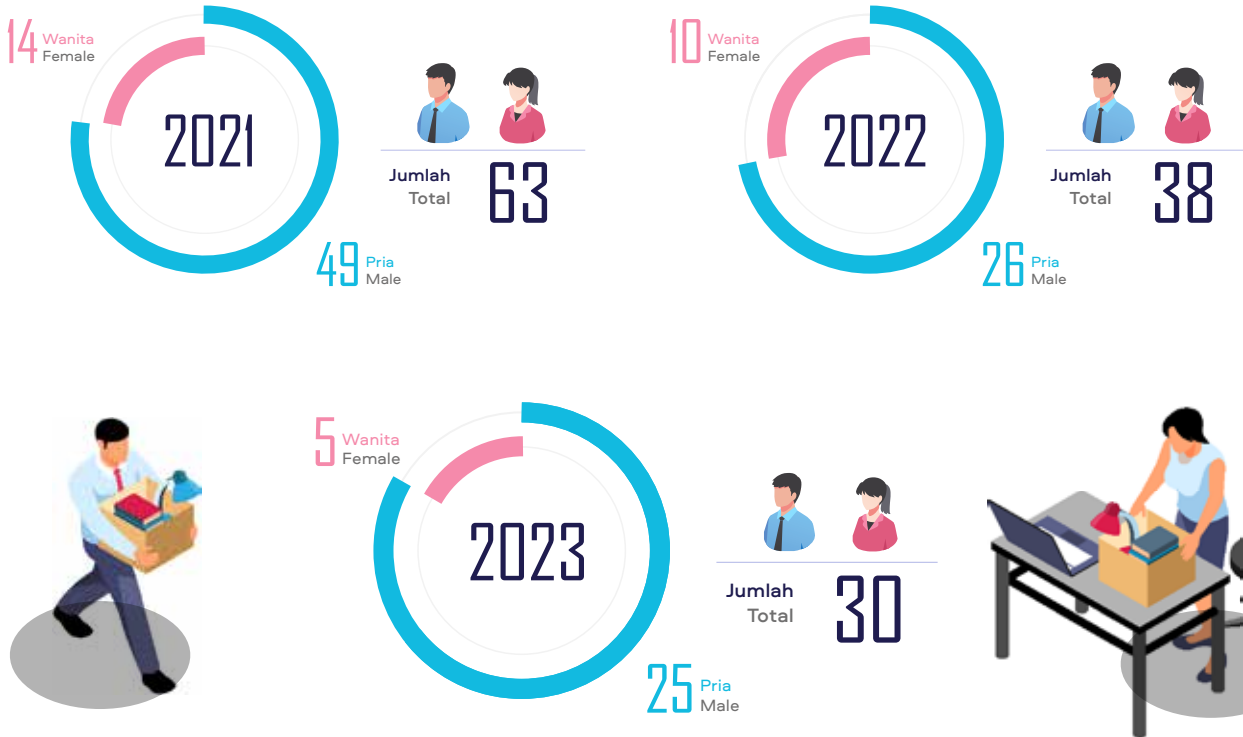 14 Wanita
Female
2021
Jumlah
Total
63
49 Pria
Male
10 Wanita
Female
2022
Jumlah
Total
38
26 Pria
Male
5 Wanita
Female
2023
Jumlah
Total
30
25 Pria
Male